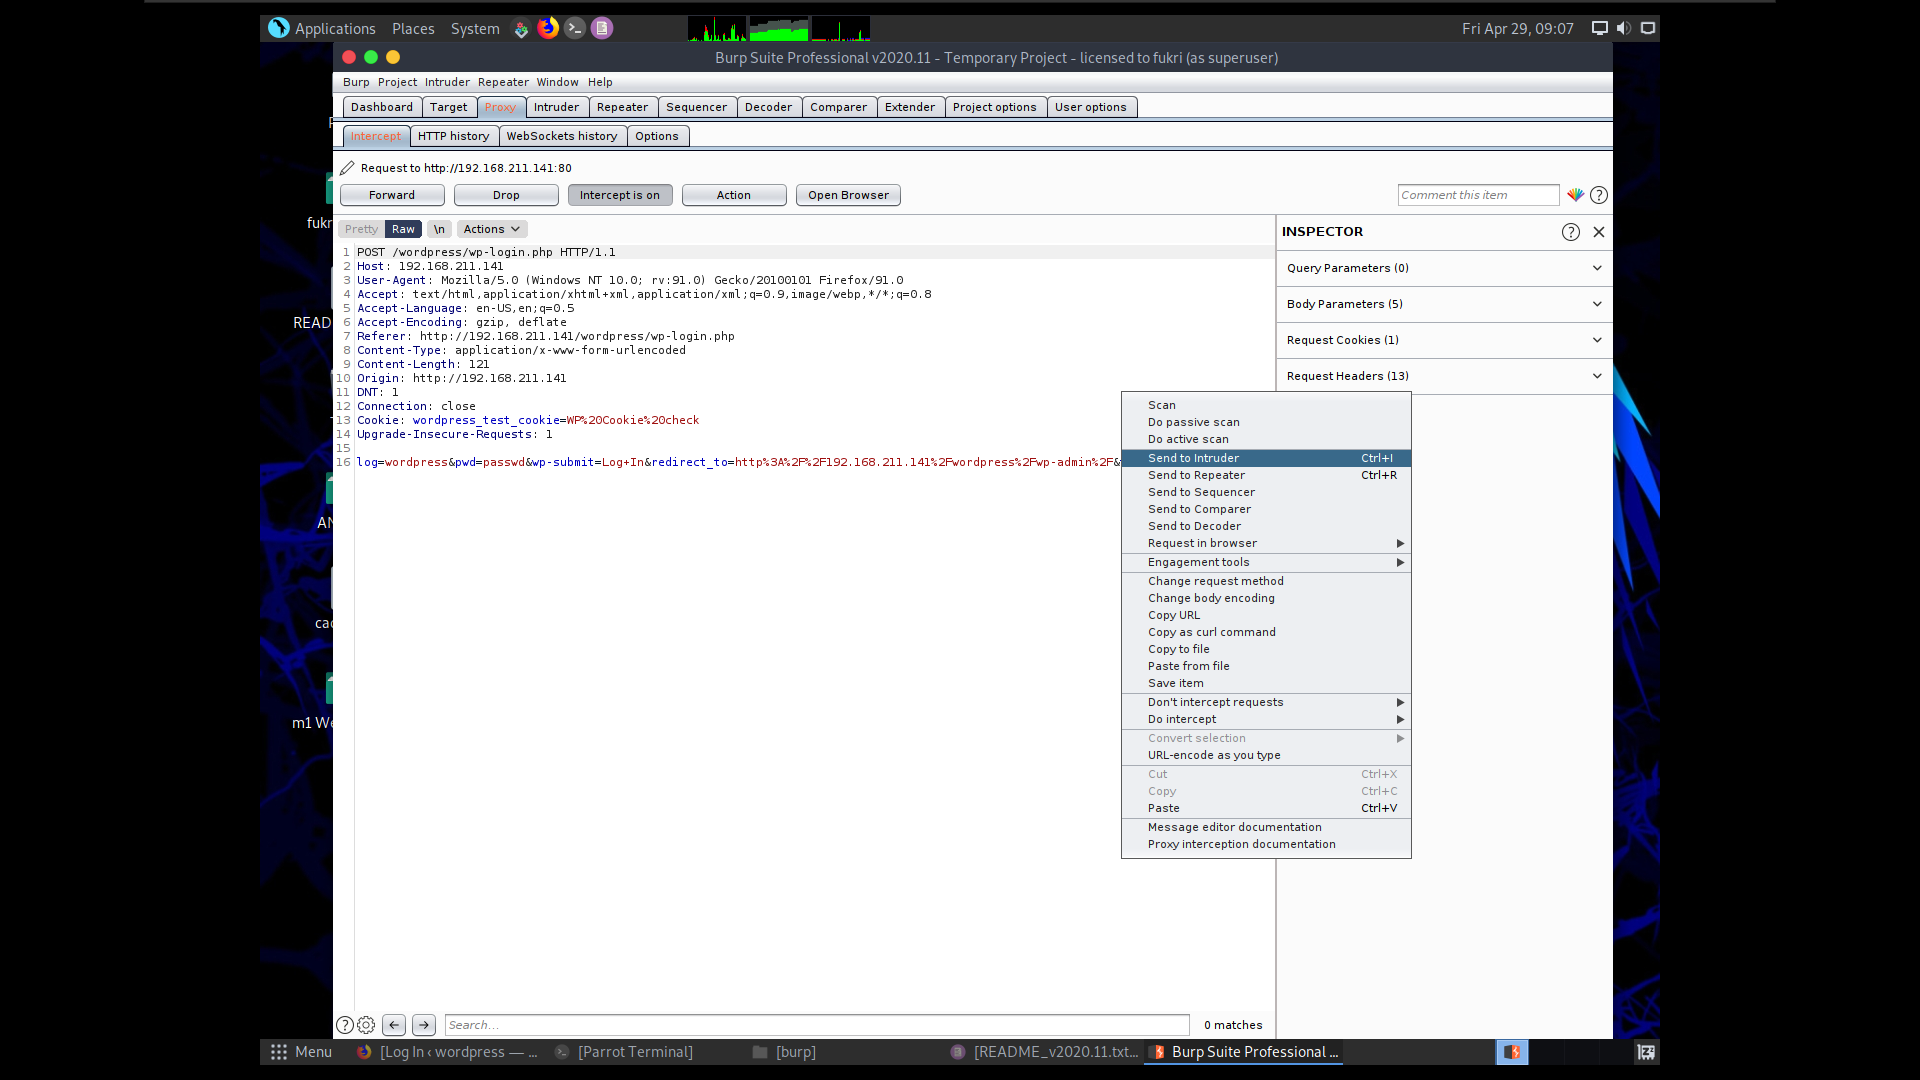 Applications Places System Fri Apr 29, 09:07
Burp Suite Professional v2020.11 - Temporary Project - licensed to fukri (as superuser)
Burp Project Intruder Repeater Window Help
Dashboard Target Proxy Intruder Repeater Sequencer Decoder Comparer Extender Project options User options
Intercept HTTP history WebSockets history Options
Request to http://192.168.211.141:80
Forward Drop Intercept is on Action Open Browser Comment this item
Pretty Raw \n Actions
1 POST /wordpress/wp-login.php HTTP/1.1
2 Host: 192.168.211.141
3 User-Agent: Mozilla/5.0 (Windows NT 10.0; rv:91.0) Gecko/20100101 Firefox/91.0
4 Accept: text/html,application/xhtml+xml,application/xml;q=0.9,image/webp,*/*;q=0.8
5 Accept-Language: en-US,en;q=0.5
6 Accept-Encoding: gzip, deflate
7 Referer: http://192.168.211.141/wordpress/wp-login.php
8 Content-Type: application/x-www-form-urlencoded
9 Content-Length: 121
10 Origin: http://192.168.211.141
11 DNT: 1
12 Connection: close
13 Cookie: wordpress_test_cookie=WP%20Cookie%20check
14 Upgrade-Insecure-Requests: 1
15
16 log=wordpress&pwd=passwd&wp-submit=Log+In&redirect_to=http%3A%2F%2F192.168.211.141%2Fwordpress%2Fwp-admin%2F&
INSPECTOR
Query Parameters (0)
Body Parameters (5)
Request Cookies (1)
Request Headers (13)
Scan
Do passive scan
Do active scan
Send to Intruder Ctrl+I
Send to Repeater Ctrl+R
Send to Sequencer
Send to Comparer
Send to Decoder
Request in browser
Engagement tools
Change request method
Change body encoding
Copy URL
Copy as curl command
Copy to file
Paste from file
Save item
Don't intercept requests
Do intercept
Convert selection
URL-encode as you type
Cut Ctrl+X
Copy Ctrl+C
Paste Ctrl+V
Message editor documentation
Proxy interception documentation
fukr
READ
AN
cac
m1 We
Search... 0 matches
Menu [Log In ‹ wordpress — ... [Parrot Terminal] [burp] [README_v2020.11.txt... Burp Suite Professional ...